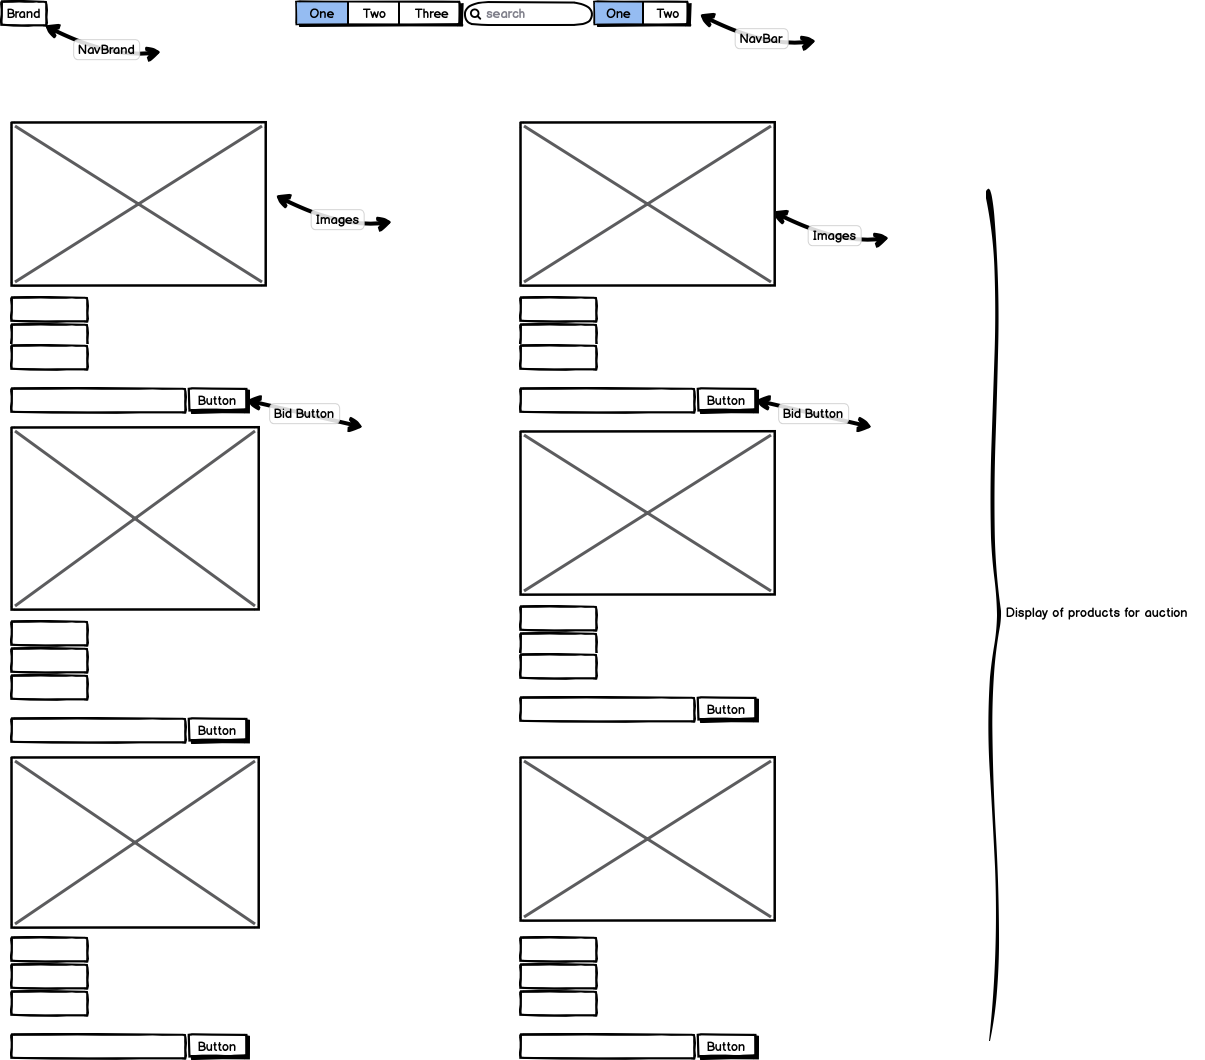 Brand
One Two Three
search
One Two
NavBrand
NavBar
Images
Images
Button
Bid Button
Button
Bid Button
Display of products for auction
Button
Button
Button
Button